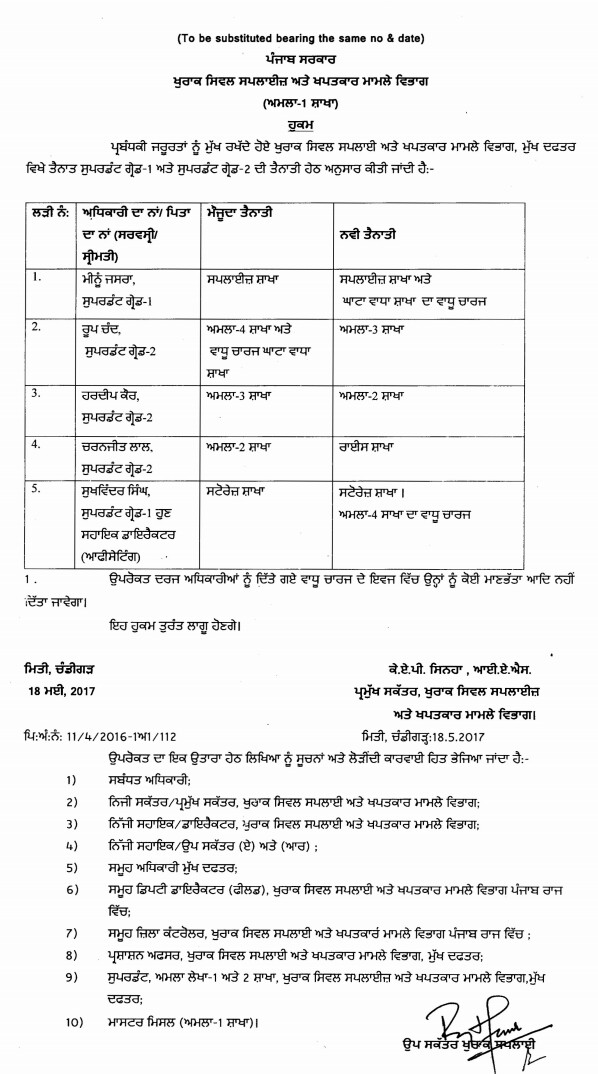 (To be substituted bearing the same no & date)
ਪੰਜਾਬ ਸਰਕਾਰ
ਖੁਰਾਕ ਸਿਵਲ ਸਪਲਾਈਜ਼ ਅਤੇ ਖਪਤਕਾਰ ਮਾਮਲੇ ਵਿਭਾਗ
(ਅਮਲਾ-1 ਸ਼ਾਖਾ)
ਹੁਕਮ
ਪ੍ਰਬੰਧਕੀ ਜਰੂਰਤਾਂ ਨੂੰ ਮੁੱਖ ਰਖੱਦੇ ਹੋਏ ਖੁਰਾਕ ਸਿਵਲ ਸਪਲਾਈ ਅਤੇ ਖਪਤਕਾਰ ਮਾਮਲੇ ਵਿਭਾਗ, ਮੁੱਖ ਦਫਤਰ
ਵਿਖੇ ਤੈਨਾਤ ਸੁਪਰਡੰਟ ਗ੍ਰੇਡ-1 ਅਤੇ ਸੁਪਰਡੰਟ ਗ੍ਰੇਡ-2 ਦੀ ਤੈਨਾਤੀ ਹੇਠ ਅਨੁਸਾਰ ਕੀਤੀ ਜਾਂਦੀ ਹੈ:-
ਲੜੀ ਨੰ: ਅਧਿਕਾਰੀ ਦਾ ਨਾਂ/ ਪਿਤਾ ਮੌਜੂਦਾ ਤੈਨਾਤੀ
ਦਾ ਨਾਂ (ਸਰਵਸ੍ਰੀ/ ਨਵੀ ਤੈਨਾਤੀ
ਸ੍ਰੀਮਤੀ)
1. ਮੀਨੂੰ ਜਸਰਾ, ਸਪਲਾਈਜ਼ ਸ਼ਾਖਾ ਸਪਲਾਈਜ਼ ਸ਼ਾਖਾ ਅਤੇ
ਸੁਪਰਡੰਟ ਗ੍ਰੇਡ-1 ਘਾਟਾ ਵਾਧਾ ਸ਼ਾਖਾ ਦਾ ਵਾਧੂ ਚਾਰਜ
2. ਰੂਪ ਚੰਦ, ਅਮਲਾ-4 ਸ਼ਾਖਾ ਅਤੇ ਅਮਲਾ-3 ਸ਼ਾਖਾ
ਸੁਪਰਡੰਟ ਗ੍ਰੇਡ-2 ਵਾਧੂ ਚਾਰਜ ਘਾਟਾ ਵਾਧਾ
ਸ਼ਾਖਾ
3. ਹਰਦੀਪ ਕੌਰ, ਅਮਲਾ-3 ਸ਼ਾਖਾ ਅਮਲਾ-2 ਸ਼ਾਖਾ
ਸੁਪਰਡੰਟ ਗ੍ਰੇਡ-2
4. ਚਰਨਜੀਤ ਲਾਲ, ਅਮਲਾ-2 ਸ਼ਾਖਾ ਰਾਈਸ ਸ਼ਾਖਾ
ਸੁਪਰਡੰਟ ਗ੍ਰੇਡ-2
5. ਸੁਖਵਿੰਦਰ ਸਿੰਘ, ਸਟੋਰੇਜ਼ ਸ਼ਾਖਾ ਸਟੋਰੇਜ਼ ਸ਼ਾਖਾ ।
ਸੁਪਰਡੰਟ ਗ੍ਰੇਡ-1 ਹੁਣ ਅਮਲਾ-4 ਸਾਖਾ ਦਾ ਵਾਧੂ ਚਾਰਜ
ਸਹਾਇਕ ਡਾਇਰੈਕਟਰ
(ਆਫੀਸੇਟਿੰਗ)
1. ਉਪਰੋਕਤ ਦਰਜ ਅਧਿਕਾਰੀਆਂ ਨੂੰ ਦਿੱਤੇ ਗਏ ਵਾਧੂ ਚਾਰਜ ਦੇ ਇਵਜ ਵਿੱਚ ਉਨ੍ਹਾਂ ਨੂੰ ਕੋਈ ਮਾਣਭੱਤਾ ਆਦਿ ਨਹੀਂ
ਦਿੱਤਾ ਜਾਵੇਗਾ।
ਇਹ ਹੁਕਮ ਤੁਰੰਤ ਲਾਗੂ ਹੋਣਗੇ।
ਮਿਤੀ, ਚੰਡੀਗੜ ਕੇ.ਏ.ਪੀ. ਸਿਨਹਾ , ਆਈ.ਏ.ਐਸ.
18 ਮਈ, 2017 ਪ੍ਰਮੁੱਖ ਸਕੱਤਰ, ਖੁਰਾਕ ਸਿਵਲ ਸਪਲਾਇਜ਼
ਅਤੇ ਖਪਤਕਾਰ ਮਾਮਲੇ ਵਿਭਾਗ।
ਪਿ:ਅੰ:ਨੰ: 11/4/2016-1ਅ1/112 ਮਿਤੀ, ਚੰਡੀਗੜ੍ਹ:18.5.2017
ਉਪਰੋਕਤ ਦਾ ਇਕ ਉਤਾਰਾ ਹੇਠ ਲਿਖਿਆ ਨੂੰ ਸੂਚਨਾਂ ਅਤੇ ਲੋੜੀਂਦੀ ਕਾਰਵਾਈ ਹਿਤ ਭੇਜਿਆ ਜਾਂਦਾ ਹੈ:-
1) ਸਬੰਧਤ ਅਧਿਕਾਰੀ;
2) ਨਿਜੀ ਸਕੱਤਰ/ਪ੍ਰਮੁੱਖ ਸਕੱਤਰ, ਖੁਰਾਕ ਸਿਵਲ ਸਪਲਾਈ ਅਤੇ ਖਪਤਕਾਰ ਮਾਮਲੇ ਵਿਭਾਗ;
3) ਨਿੱਜੀ ਸਹਾਇਕ/ਡਾਇਰੈਕਟਰ, ਖੁਰਾਕ ਸਿਵਲ ਸਪਲਾਈ ਅਤੇ ਖਪਤਕਾਰ ਮਾਮਲੇ ਵਿਭਾਗ;
4) ਨਿੱਜੀ ਸਹਾਇਕ/ਉਪ ਸਕੱਤਰ (ਏ) ਅਤੇ (ਆਰ) ;
5) ਸਮੂਹ ਅਧਿਕਾਰੀ ਮੁੱਖ ਦਫਤਰ;
6) ਸਮੂਹ ਡਿਪਟੀ ਡਾਇਰੈਕਟਰ (ਫੀਲਡ), ਖੁਰਾਕ ਸਿਵਲ ਸਪਲਾਈ ਅਤੇ ਖਪਤਕਾਰ ਮਾਮਲੇ ਵਿਭਾਗ ਪੰਜਾਬ ਰਾਜ
ਵਿੱਚ;
7) ਸਮੂਹ ਜ਼ਿਲਾ ਕੰਟਰੋਲਰ, ਖੁਰਾਕ ਸਿਵਲ ਸਪਲਾਈ ਅਤੇ ਖਪਤਕਾਰ ਮਾਮਲੇ ਵਿਭਾਗ ਪੰਜਾਬ ਰਾਜ ਵਿੱਚ ;
8) ਪ੍ਰਸ਼ਾਸ਼ਨ ਅਫਸਰ, ਖੁਰਾਕ ਸਿਵਲ ਸਪਲਾਈ ਅਤੇ ਖਪਤਕਾਰ ਮਾਮਲੇ ਵਿਭਾਗ, ਮੁੱਖ ਦਫਤਰ;
9) ਸੁਪਰਡੰਟ, ਅਮਲਾ ਲੇਖਾ-1 ਅਤੇ 2 ਸ਼ਾਖਾ, ਖੁਰਾਕ ਸਿਵਲ ਸਪਲਾਈਜ਼ ਅਤੇ ਖਪਤਕਾਰ ਮਾਮਲੇ ਵਿਭਾਗ,ਮੁੱਖ
ਦਫਤਰ;
10) ਮਾਸਟਰ ਮਿਸਲ (ਅਮਲਾ-1 ਸ਼ਾਖਾ)।
ਉਪ ਸਕੱਤਰ ਖੁਰਾਕ ਸਪਲਾਈ